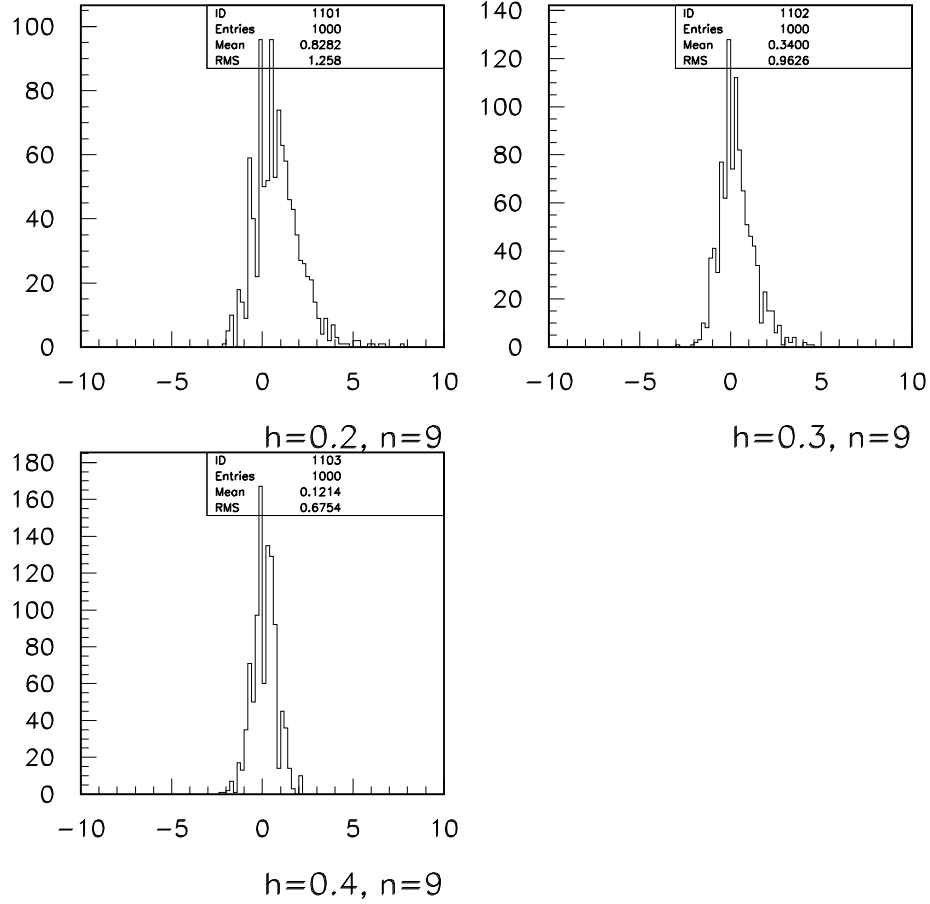 ID 1101
Entries 1000
Mean 0.8282
RMS 1.258
100
80
60
40
20
0
−10 −5 0 5 10
h=0.2, n=9
ID 1102
Entries 1000
Mean 0.3400
RMS 0.9626
140
120
100
80
60
40
20
0
−10 −5 0 5 10
h=0.3, n=9
ID 1103
Entries 1000
Mean 0.1214
RMS 0.6754
180
160
140
120
100
80
60
40
20
0
−10 −5 0 5 10
h=0.4, n=9